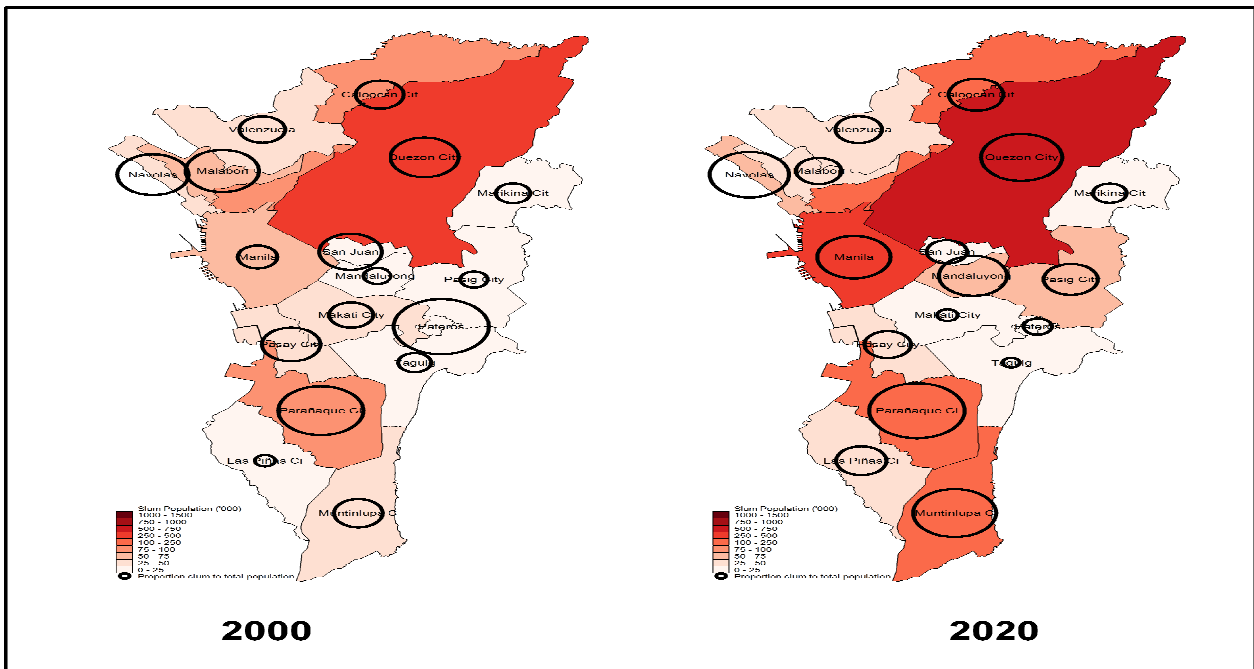 Caloocan Cit
Valenzuela
Quezon City
Navotas
Malabon
Marikina Cit
San Juan
Manila
Mandaluyong
Pasig City
Makati City
Pateros
Pasay City
Taguig
Parañaque Ci
Las Piñas Ci
Muntinlupa C
Slum Population ('000)
1000 - 1500
750 - 1000
500 - 750
250 - 500
100 - 250
75 - 100
50 - 75
25 - 50
0 - 25
Proportion slum to total population
2000
Caloocan Cit
Valenzuela
Quezon City
Navotas
Malabon
Marikina Cit
San Juan
Manila
Mandaluyong
Pasig City
Makati City
Pateros
Pasay City
Taguig
Parañaque Ci
Las Piñas Ci
Muntinlupa C
Slum Population ('000)
1000 - 1500
750 - 1000
500 - 750
250 - 500
100 - 250
75 - 100
50 - 75
25 - 50
0 - 25
Proportion slum to total population
2020